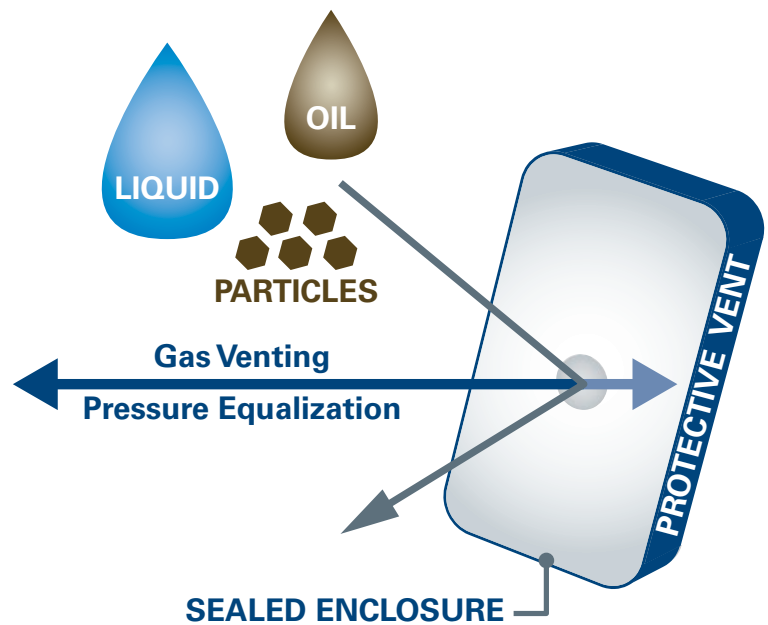 OIL
LIQUID
PARTICLES
Gas Venting
Pressure Equalization
PROTECTIVE VENT
SEALED ENCLOSURE